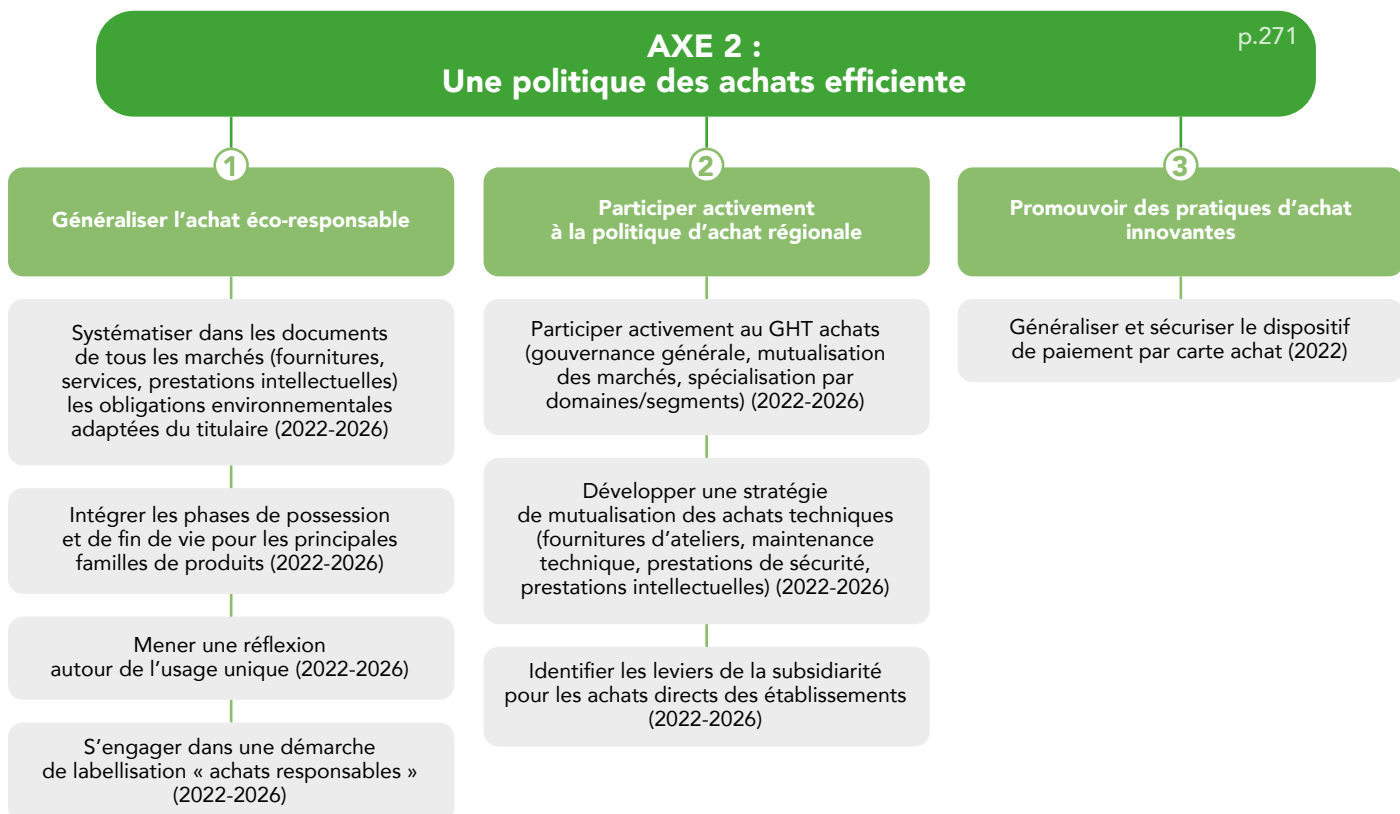 AXE 2 :
Une politique des achats efficiente
p.271
1
Généraliser l’achat éco-responsable
Systématiser dans les documents
de tous les marchés (fournitures,
services, prestations intellectuelles)
les obligations environnementales
adaptées du titulaire (2022-2026)
Intégrer les phases de possession
et de fin de vie pour les principales
familles de produits (2022-2026)
Mener une réflexion
autour de l’usage unique (2022-2026)
S’engager dans une démarche
de labellisation « achats responsables »
(2022-2026)
2
Participer activement
à la politique d’achat régionale
Participer activement au GHT achats
(gouvernance générale, mutualisation
des marchés, spécialisation par
domaines/segments) (2022-2026)
Développer une stratégie
de mutualisation des achats techniques
(fournitures d’ateliers, maintenance
technique, prestations de sécurité,
prestations intellectuelles) (2022-2026)
Identifier les leviers de la subsidiarité
pour les achats directs des établissements
(2022-2026)
3
Promouvoir des pratiques d’achat
innovantes
Généraliser et sécuriser le dispositif
de paiement par carte achat (2022)